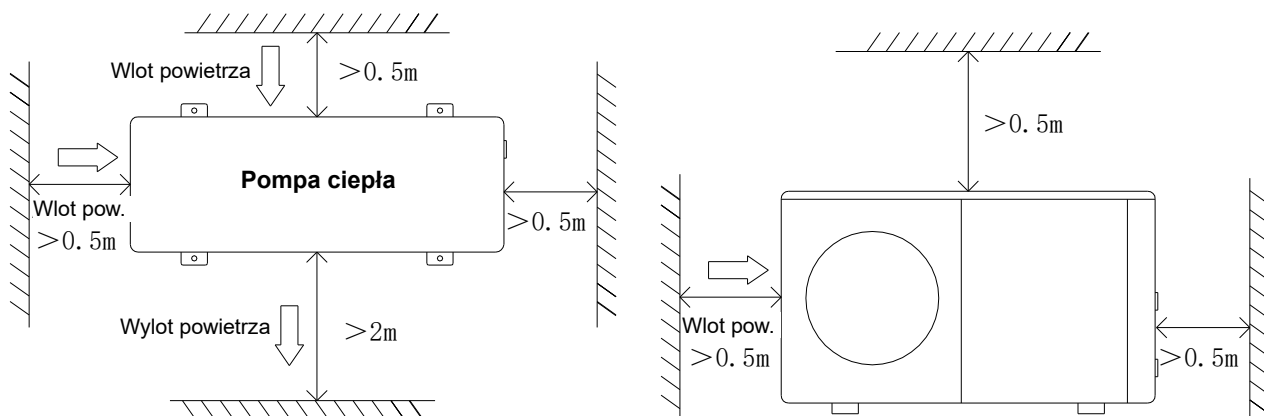 Wlot powietrza
>0.5m
Pompa ciepła
Wlot pow.
>0.5m
>0.5m
Wylot powietrza
>2m
>0.5m
Wlot pow.
>0.5m
>0.5m